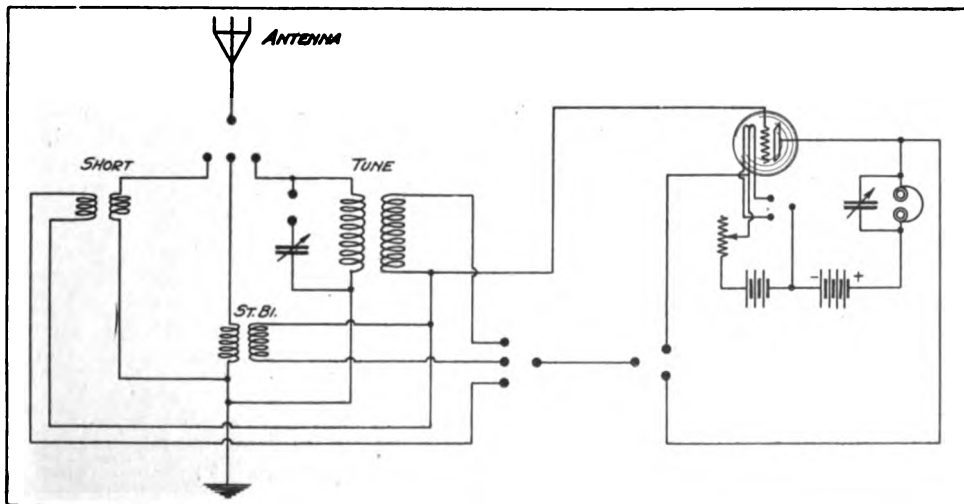 ANTENNA
SHORT
TUNE
ST. BI.
- +